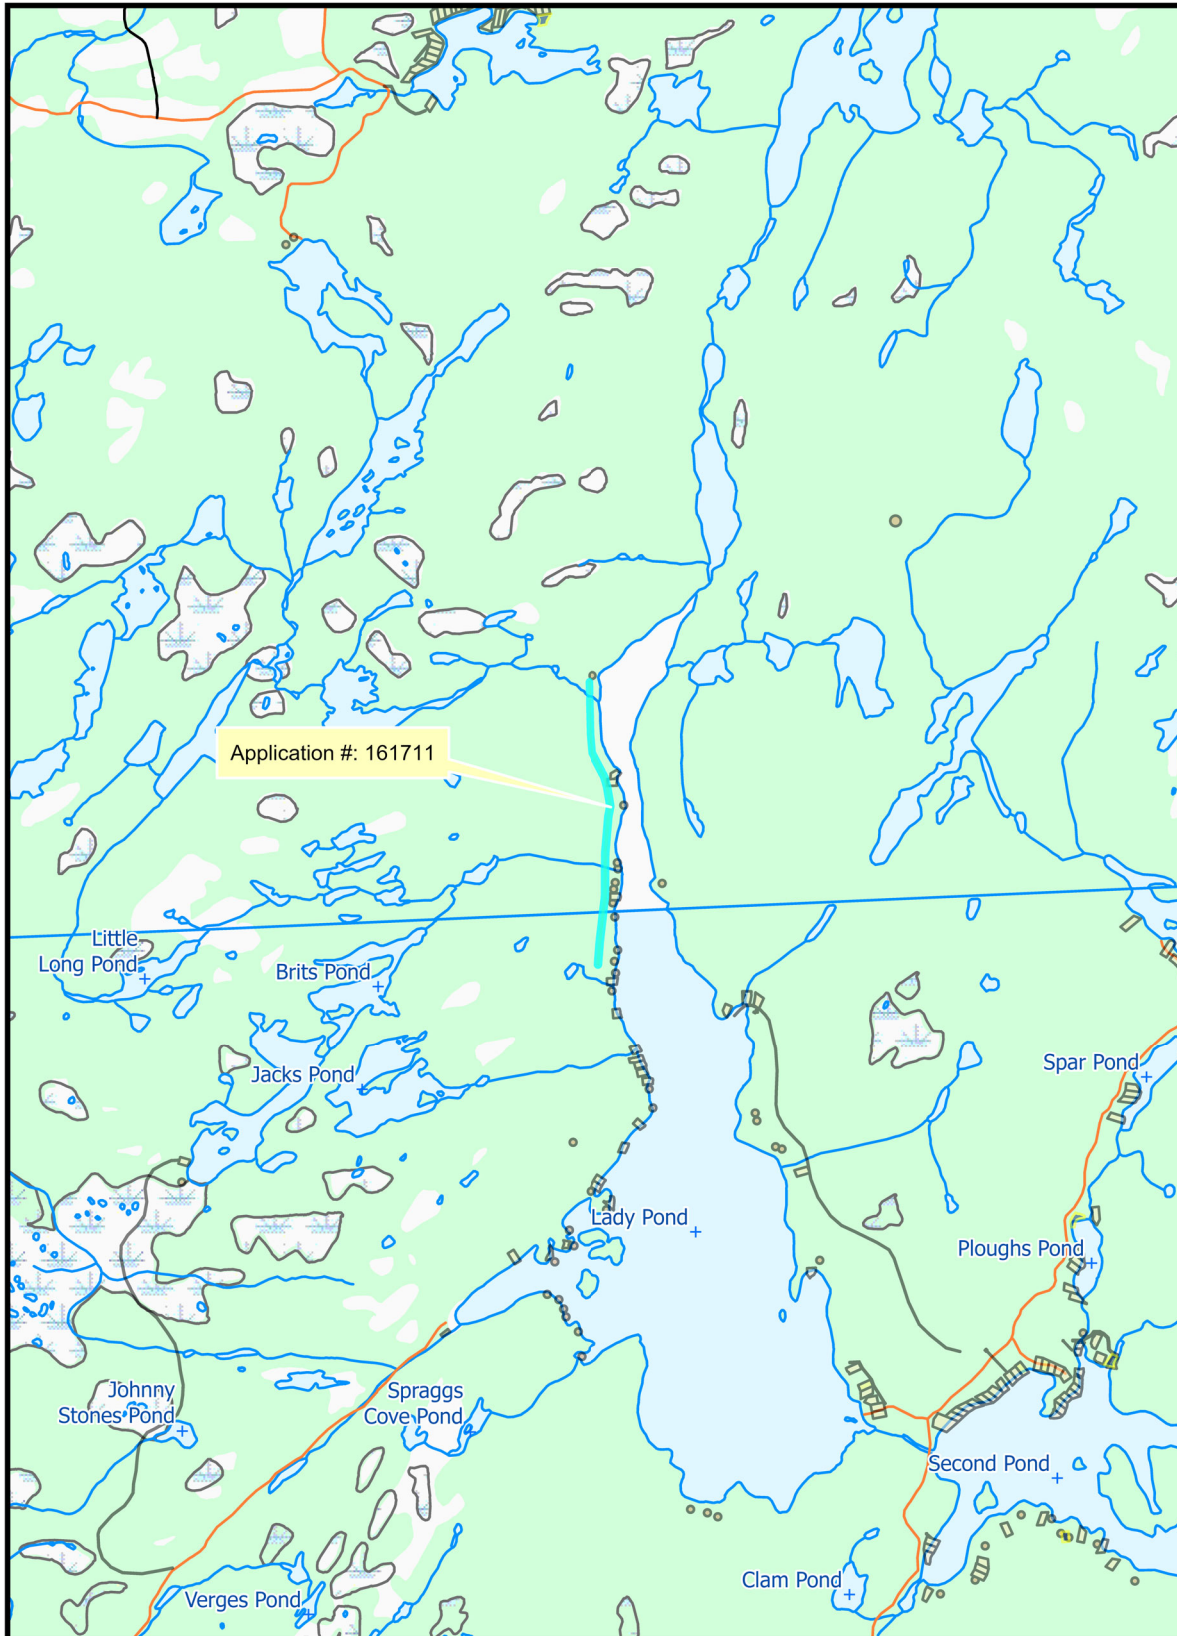 Application #: 161711
Little
Long Pond
Brits Pond
Jacks Pond
Spar Pond
Lady Pond
Ploughs Pond
Johnny
Stones Pond
Spraggs
Cove Pond
Second Pond
Clam Pond
Verges Pond